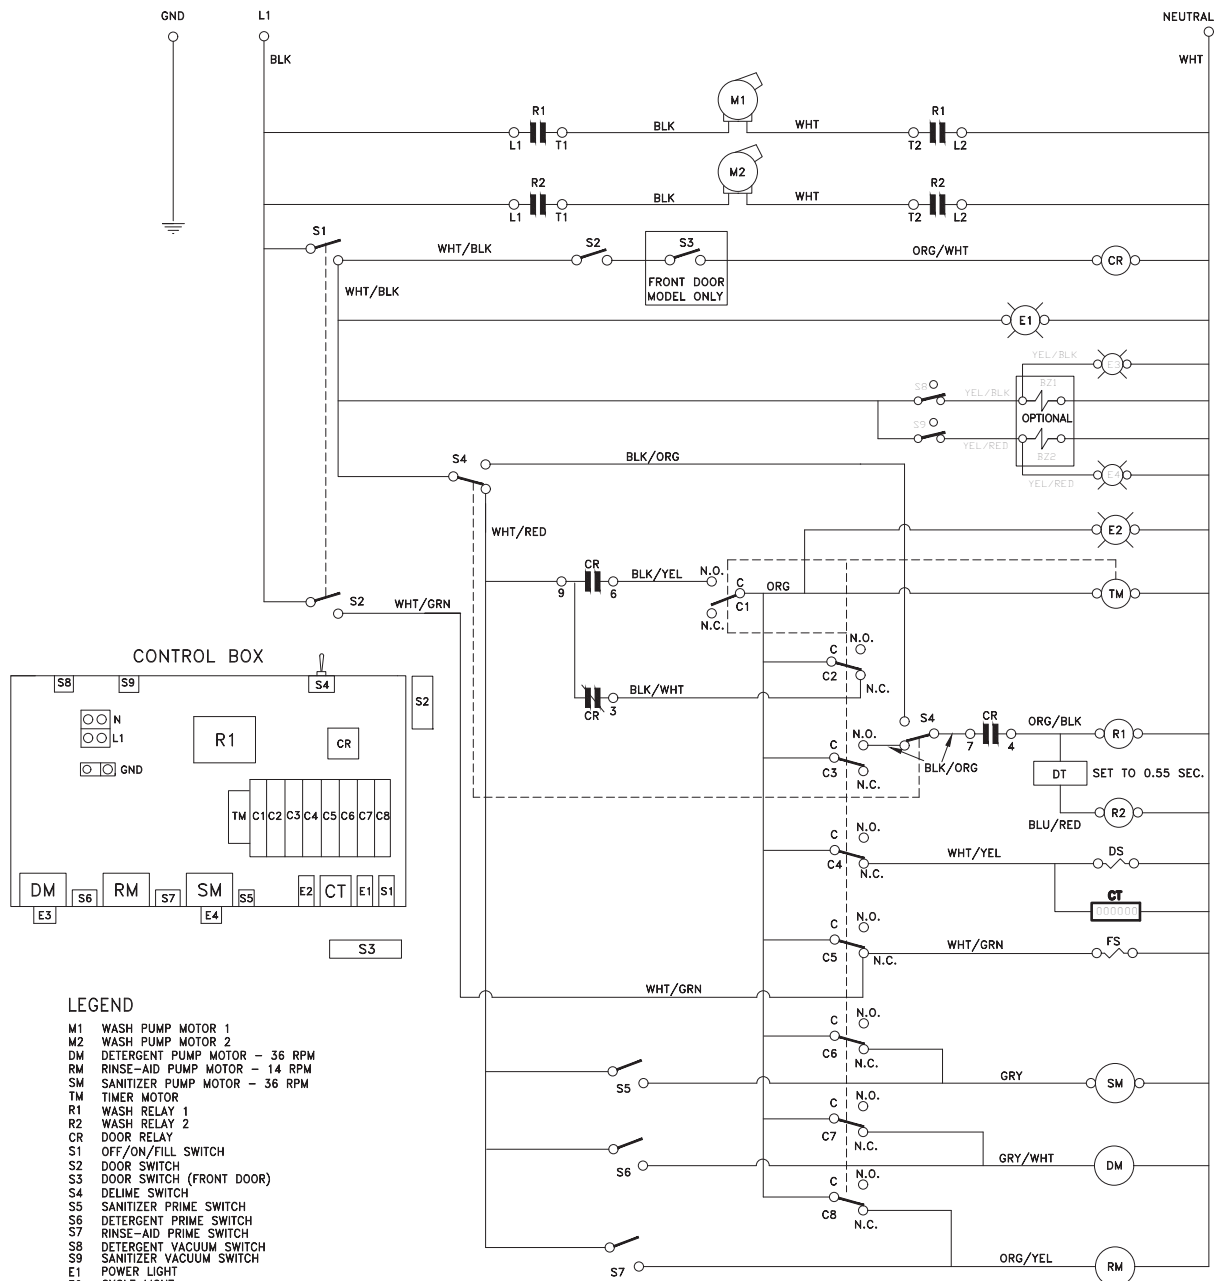 GND
L1
NEUTRAL
BLK
WHT
M1
R1
R1
BLK
WHT
L1
T1
T2
L2
M2
R2
R2
BLK
WHT
L1
T1
T2
L2
S1
WHT/BLK
S2
S3
ORG/WHT
CR
FRONT DOOR
MODEL ONLY
WHT/BLK
E1
YEL/BLK
E3
S8
YEL/BLK
BZ1
OPTIONAL
S9
YEL/RED
BZ2
YEL/RED
E4
S4
BLK/ORG
WHT/RED
E2
CR
BLK/YEL
N.O.
C
ORG
9
6
C1
TM
N.C.
S2
WHT/GRN
N.O.
C
C2
N.C.
BLK/WHT
CR
3
S4
CR
ORG/BLK
N.O.
7
4
R1
C
C3
BLK/ORG
N.C.
DT
SET TO 0.55 SEC.
BLU/RED
R2
N.O.
C
C4
N.C.
WHT/YEL
DS
CT
000000
N.O.
C
C5
N.C.
WHT/GRN
FS
WHT/GRN
N.O.
C
C6
N.C.
S5
GRY
SM
N.O.
C
C7
N.C.
S6
GRY/WHT
DM
N.O.
C
C8
N.C.
S7
ORG/YEL
RM
CONTROL BOX
S8
S9
S4
S2
N
L1
R1
CR
GND
TM
C1
C2
C3
C4
C5
C6
C7
C8
DM
S6
RM
S7
SM
S5
E2
CT
E1
S1
E3
E4
S3
LEGEND
M1 WASH PUMP MOTOR 1
M2 WASH PUMP MOTOR 2
DM DETERGENT PUMP MOTOR - 36 RPM
RM RINSE-AID PUMP MOTOR - 14 RPM
SM SANITIZER PUMP MOTOR - 36 RPM
TM TIMER MOTOR
R1 WASH RELAY 1
R2 WASH RELAY 2
CR DOOR RELAY
S1 OFF/ON/FILL SWITCH
S2 DOOR SWITCH
S3 DOOR SWITCH (FRONT DOOR)
S4 DELIME SWITCH
S5 SANITIZER PRIME SWITCH
S6 DETERGENT PRIME SWITCH
S7 RINSE-AID PRIME SWITCH
S8 DETERGENT VACUUM SWITCH
S9 SANITIZER VACUUM SWITCH
E1 POWER LIGHT